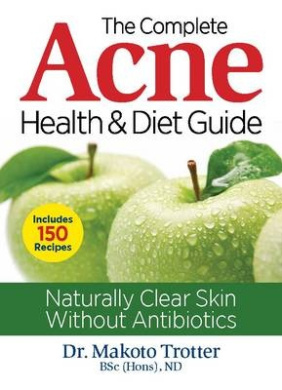 The Complete
Acne
Health & Diet Guide
Includes
150
Recipes
Naturally Clear Skin
Without Antibiotics
Dr. Makoto Trotter
BSc (Hons), ND